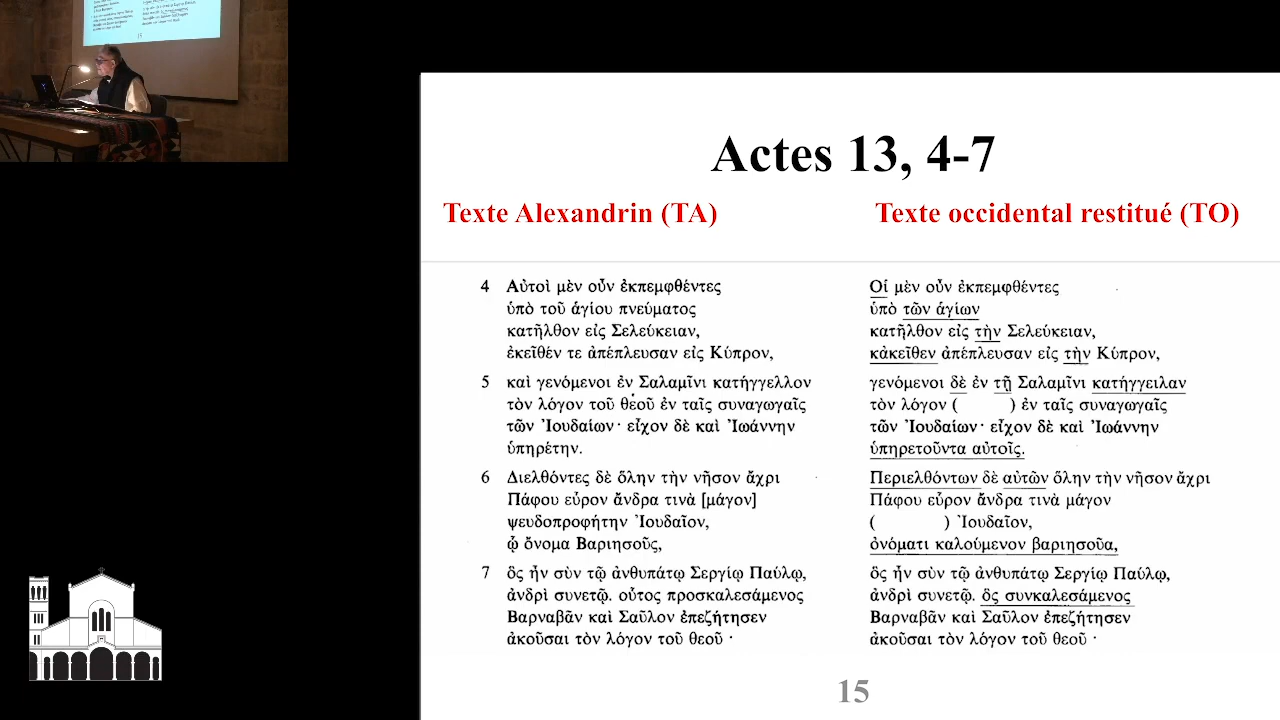 Actes 13, 4-7
Texte Alexandrin (TA)
Texte occidental restitué (TO)
4 Αὐτοὶ μὲν οὖν ἐκπεμφθέντες
ὑπὸ τοῦ ἁγίου πνεύματος
κατῆλθον εἰς Σελεύκειαν,
ἐκεῖθέν τε ἀπέπλευσαν εἰς Κύπρον,
5 καὶ γενόμενοι ἐν Σαλαμῖνι κατήγγελλον
τὸν λόγον τοῦ θεοῦ ἐν ταῖς συναγωγαῖς
τῶν Ἰουδαίων· εἶχον δὲ καὶ Ἰωάννην
ὑπηρέτην.
6 Διελθόντες δὲ ὅλην τὴν νῆσον ἄχρι
Πάφου εὗρον ἄνδρα τινὰ [μάγον]
ψευδοπροφήτην Ἰουδαῖον,
ᾧ ὄνομα Βαριησοῦς,
7 ὃς ἦν σὺν τῷ ἀνθυπάτῳ Σεργίῳ Παύλῳ,
ἀνδρὶ συνετῷ. οὗτος προσκαλεσάμενος
Βαρναβᾶν καὶ Σαῦλον ἐπεζήτησεν
ἀκοῦσαι τὸν λόγον τοῦ θεοῦ ·
Οἱ μὲν οὖν ἐκπεμφθέντες
ὑπὸ τῶν ἁγίων
κατῆλθον εἰς τὴν Σελεύκειαν,
κἀκεῖθεν ἀπέπλευσαν εἰς τὴν Κύπρον,
γενόμενοι δὲ ἐν τῇ Σαλαμῖνι κατήγγειλαν
τὸν λόγον ( ) ἐν ταῖς συναγωγαῖς
τῶν Ἰουδαίων· εἶχον δὲ καὶ Ἰωάννην
ὑπηρετοῦντα αὐτοῖς.
Περιελθόντων δὲ αὐτῶν ὅλην τὴν νῆσον ἄχρι
Πάφου εὗρον ἄνδρα τινὰ μάγον
( ) Ἰουδαῖον,
ὀνόματι καλούμενον βαριησοῦα,
ὃς ἦν σὺν τῷ ἀνθυπάτῳ Σεργίῳ Παύλῳ,
ἀνδρὶ συνετῷ. ὃς συνκαλεσάμενος
Βαρναβᾶν καὶ Σαῦλον ἐπεζήτησεν
ἀκοῦσαι τὸν λόγον τοῦ θεοῦ ·
15